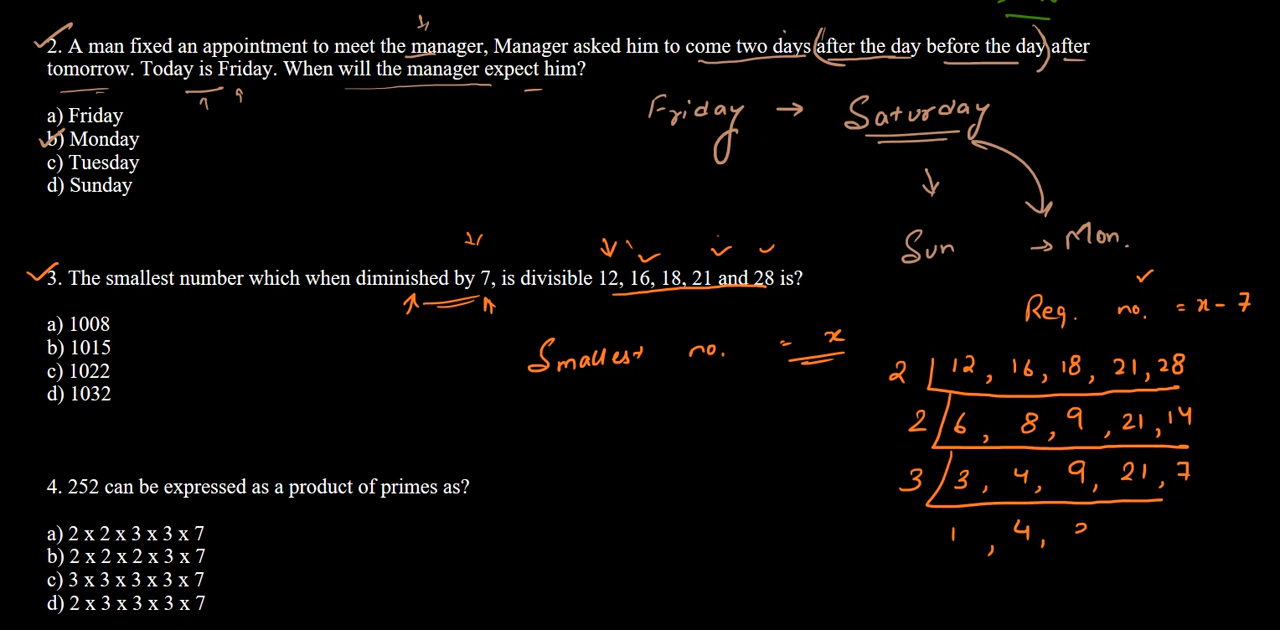 2. A man fixed an appointment to meet the manager, Manager asked him to come two days after the day before the day after
tomorrow. Today is Friday. When will the manager expect him?
a) Friday
b) Monday
c) Tuesday
d) Sunday
Friday → Saturday
Sun → Mon.
3. The smallest number which when diminished by 7, is divisible 12, 16, 18, 21 and 28 is?
a) 1008
b) 1015
c) 1022
d) 1032
Req. no. = x - 7
Smallest no. = x
2 | 12, 16, 18, 21, 28
2 | 6, 8, 9, 21, 14
3 | 3, 4, 9, 21, 7
1, 4,
4. 252 can be expressed as a product of primes as?
a) 2 x 2 x 3 x 3 x 7
b) 2 x 2 x 2 x 3 x 7
c) 3 x 3 x 3 x 3 x 7
d) 2 x 3 x 3 x 3 x 7